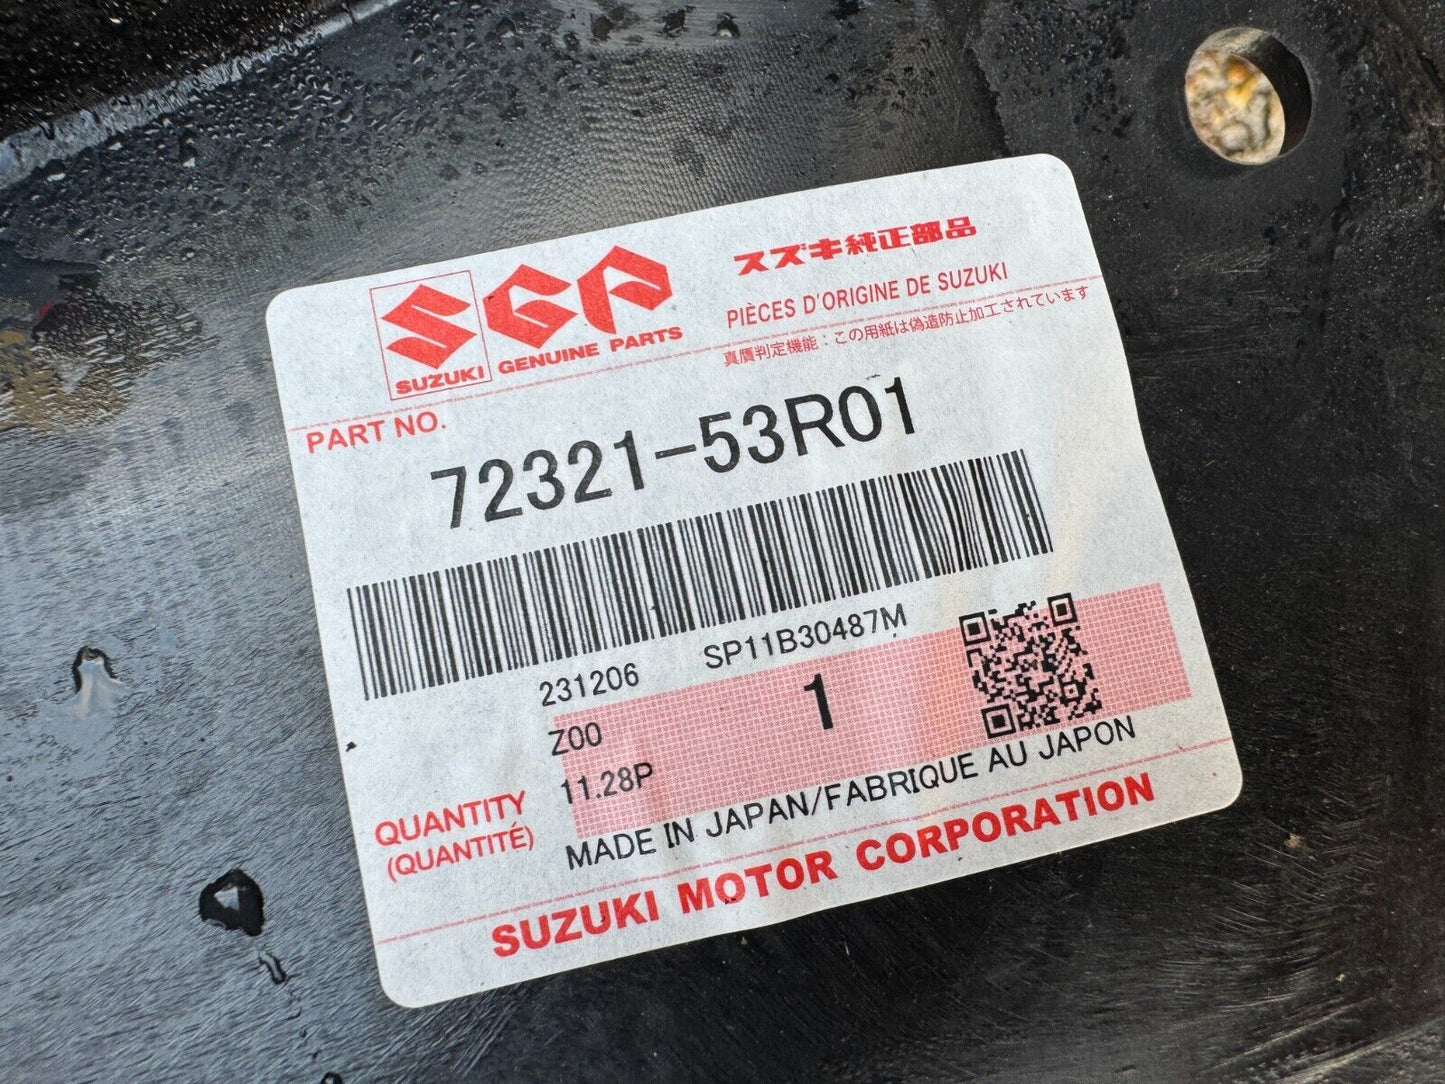 SUZUKI
SGP
GENUINE PARTS
スズキ純正部品
PIÈCES D'ORIGINE DE SUZUKI
真贋判定機能：この用紙は偽造防止加工されています
PART NO.
72321-53R01
231206 SP11B30487M
Z00 1
11.28P
QUANTITY
(QUANTITÉ)
MADE IN JAPAN/FABRIQUE AU JAPON
SUZUKI MOTOR CORPORATION